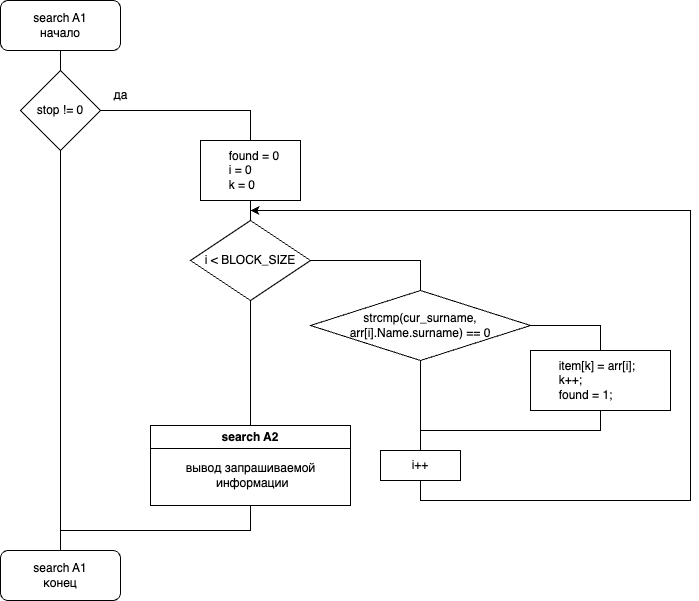 search A1
начало
stop != 0
да
found = 0
i = 0
k = 0
i < BLOCK_SIZE
strcmp(cur_surname,
arr[i].Name.surname) == 0
item[k] = arr[i];
k++;
found = 1;
search A2
вывод запрашиваемой
информации
i++
search A1
конец